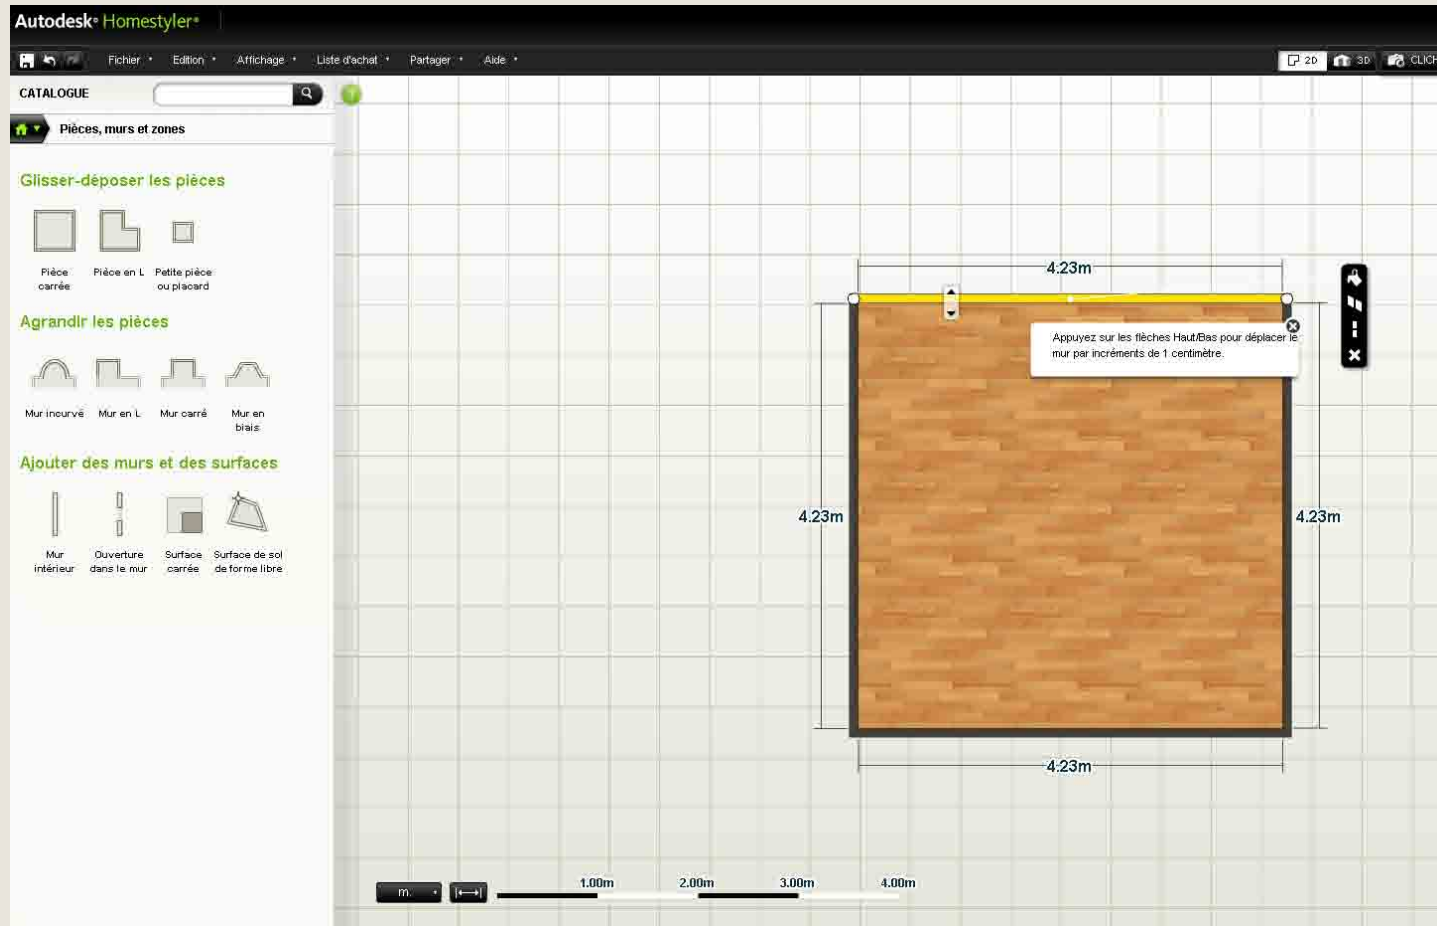 Autodesk® Homestyler®
Fichier
Edition
Affichage
Liste d'achat
Partager
Aide
2D
3D
CLICH
CATALOGUE
Pièces, murs et zones
Glisser-déposer les pièces
Pièce carrée
Pièce en L
Petite pièce ou placard
Agrandir les pièces
Mur incurvé
Mur en L
Mur carré
Mur en biais
Ajouter des murs et des surfaces
Mur intérieur
Ouverture dans le mur
Surface carrée
Surface de sol de forme libre
4.23m
Appuyez sur les flèches Haut/Bas pour déplacer le
mur par incréments de 1 centimètre.
4.23m
4.23m
4.23m
m.
1.00m
2.00m
3.00m
4.00m